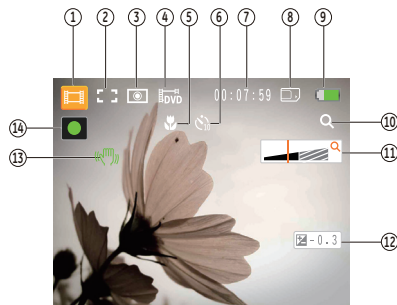 ① ② ③ ④ ⑤ ⑥ ⑦ ⑧ ⑨
DVD 00:07:59
10
⑭ ⑩
⑬ ⑪
-0.3 ⑫